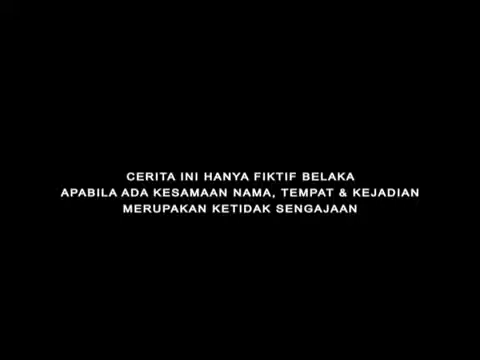 CERITA INI HANYA FIKTIF BELAKA
APABILA ADA KESAMAAN NAMA, TEMPAT & KEJADIAN
MERUPAKAN KETIDAK SENGAJAAN